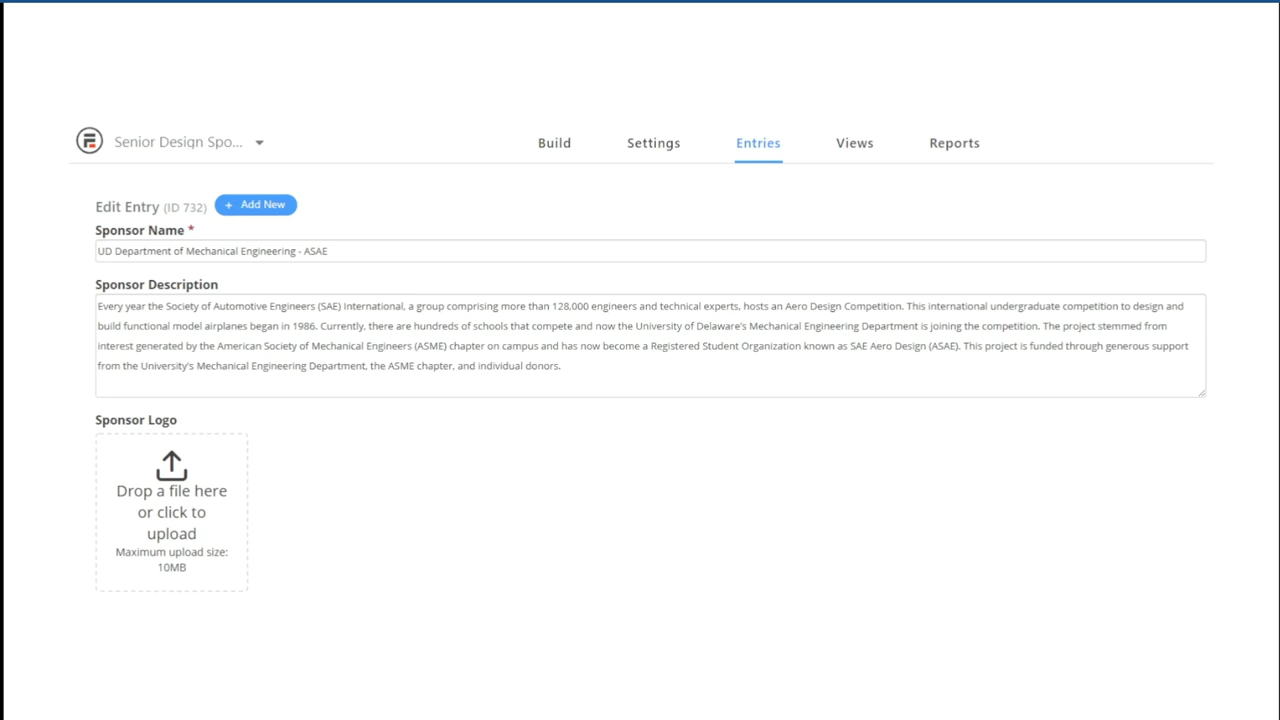 Senior Design Spo...
Build
Settings
Entries
Views
Reports
Edit Entry (ID 732)
+ Add New
Sponsor Name *
UD Department of Mechanical Engineering - ASAE
Sponsor Description
Every year the Society of Automotive Engineers (SAE) International, a group comprising more than 128,000 engineers and technical experts, hosts an Aero Design Competition. This international undergraduate competition to design and
build functional model airplanes began in 1986. Currently, there are hundreds of schools that compete and now the University of Delaware's Mechanical Engineering Department is joining the competition. The project stemmed from
interest generated by the American Society of Mechanical Engineers (ASME) chapter on campus and has now become a Registered Student Organization known as SAE Aero Design (ASAE). This project is funded through generous support
from the University's Mechanical Engineering Department, the ASME chapter, and individual donors.
Sponsor Logo
Drop a file here
or click to
upload
Maximum upload size:
10MB